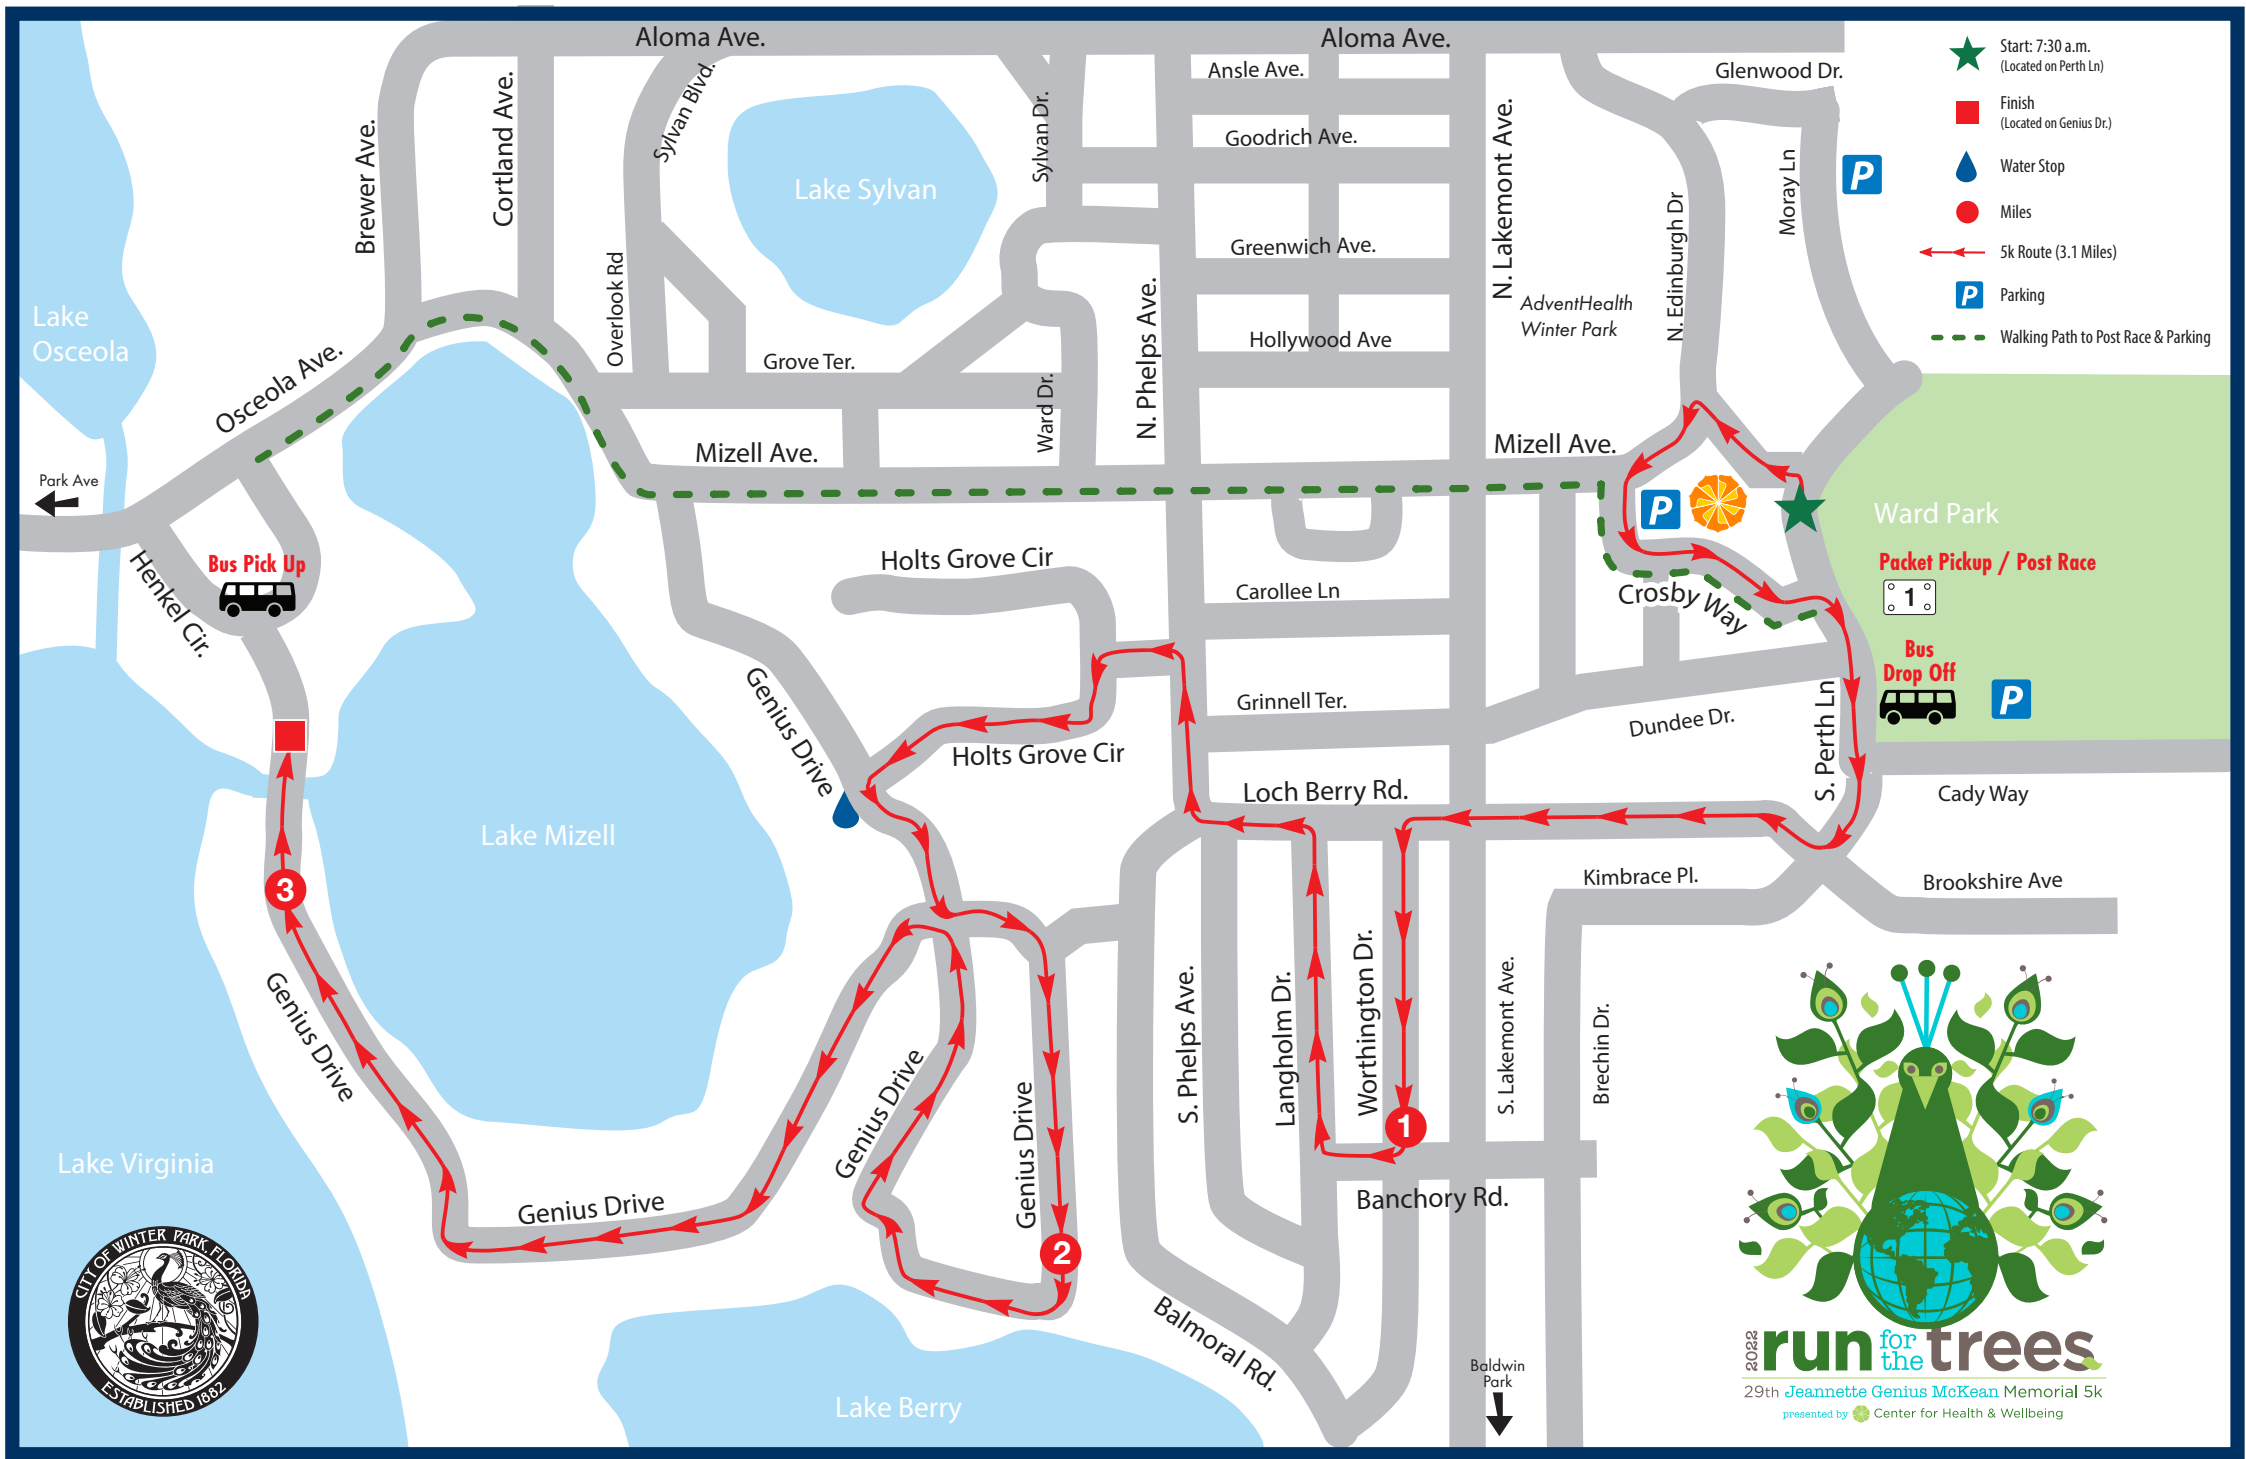 Aloma Ave.
Aloma Ave.
Start: 7:30 a.m.
(Located on Perth Ln)
Finish
(Located on Genius Dr.)
Water Stop
Miles
5k Route (3.1 Miles)
P
Parking
Walking Path to Post Race & Parking
Ansle Ave.
Glenwood Dr.
Sylvan Blvd.
Cortland Ave.
Brewer Ave.
Sylvan Dr.
Goodrich Ave.
N. Lakemont Ave.
Moray Ln
P
Lake Sylvan
N. Edinburgh Dr
Greenwich Ave.
Overlook Rd
N. Phelps Ave.
AdventHealth
Winter Park
Lake
Osceola
Osceola Ave.
Grove Ter.
Hollywood Ave
Ward Dr.
Mizell Ave.
Mizell Ave.
Park Ave
P
Ward Park
Henkel Cir.
Bus Pick Up
Holts Grove Cir
Carollee Ln
Crosby Way
Packet Pickup / Post Race
1
Bus
Drop Off
P
Genius Drive
Grinnell Ter.
Dundee Dr.
S. Perth Ln
Holts Grove Cir
Loch Berry Rd.
Cady Way
Lake Mizell
Kimbrace Pl.
Brookshire Ave
3
Genius Drive
Genius Drive
Genius Drive
S. Phelps Ave.
Langholm Dr.
Worthington Dr.
S. Lakemont Ave.
Brechin Dr.
1
Lake Virginia
Genius Drive
2
Banchory Rd.
Balmoral Rd.
Lake Berry
Baldwin
Park
CITY OF WINTER PARK, FLORIDA
ESTABLISHED 1882
2022 run for the trees
29th Jeannette Genius McKean Memorial 5k
presented by Center for Health & Wellbeing